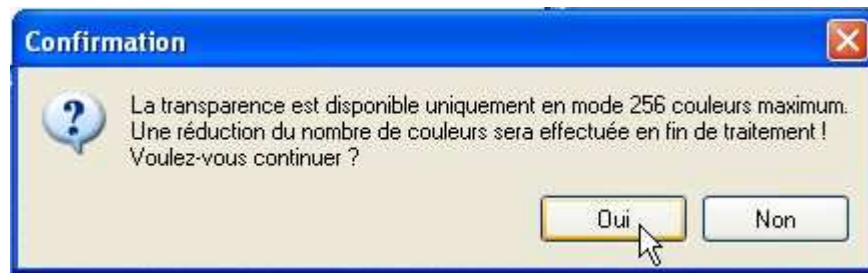 Confirmation
La transparence est disponible uniquement en mode 256 couleurs maximum.
Une réduction du nombre de couleurs sera effectuée en fin de traitement !
Voulez-vous continuer ?
Oui Non